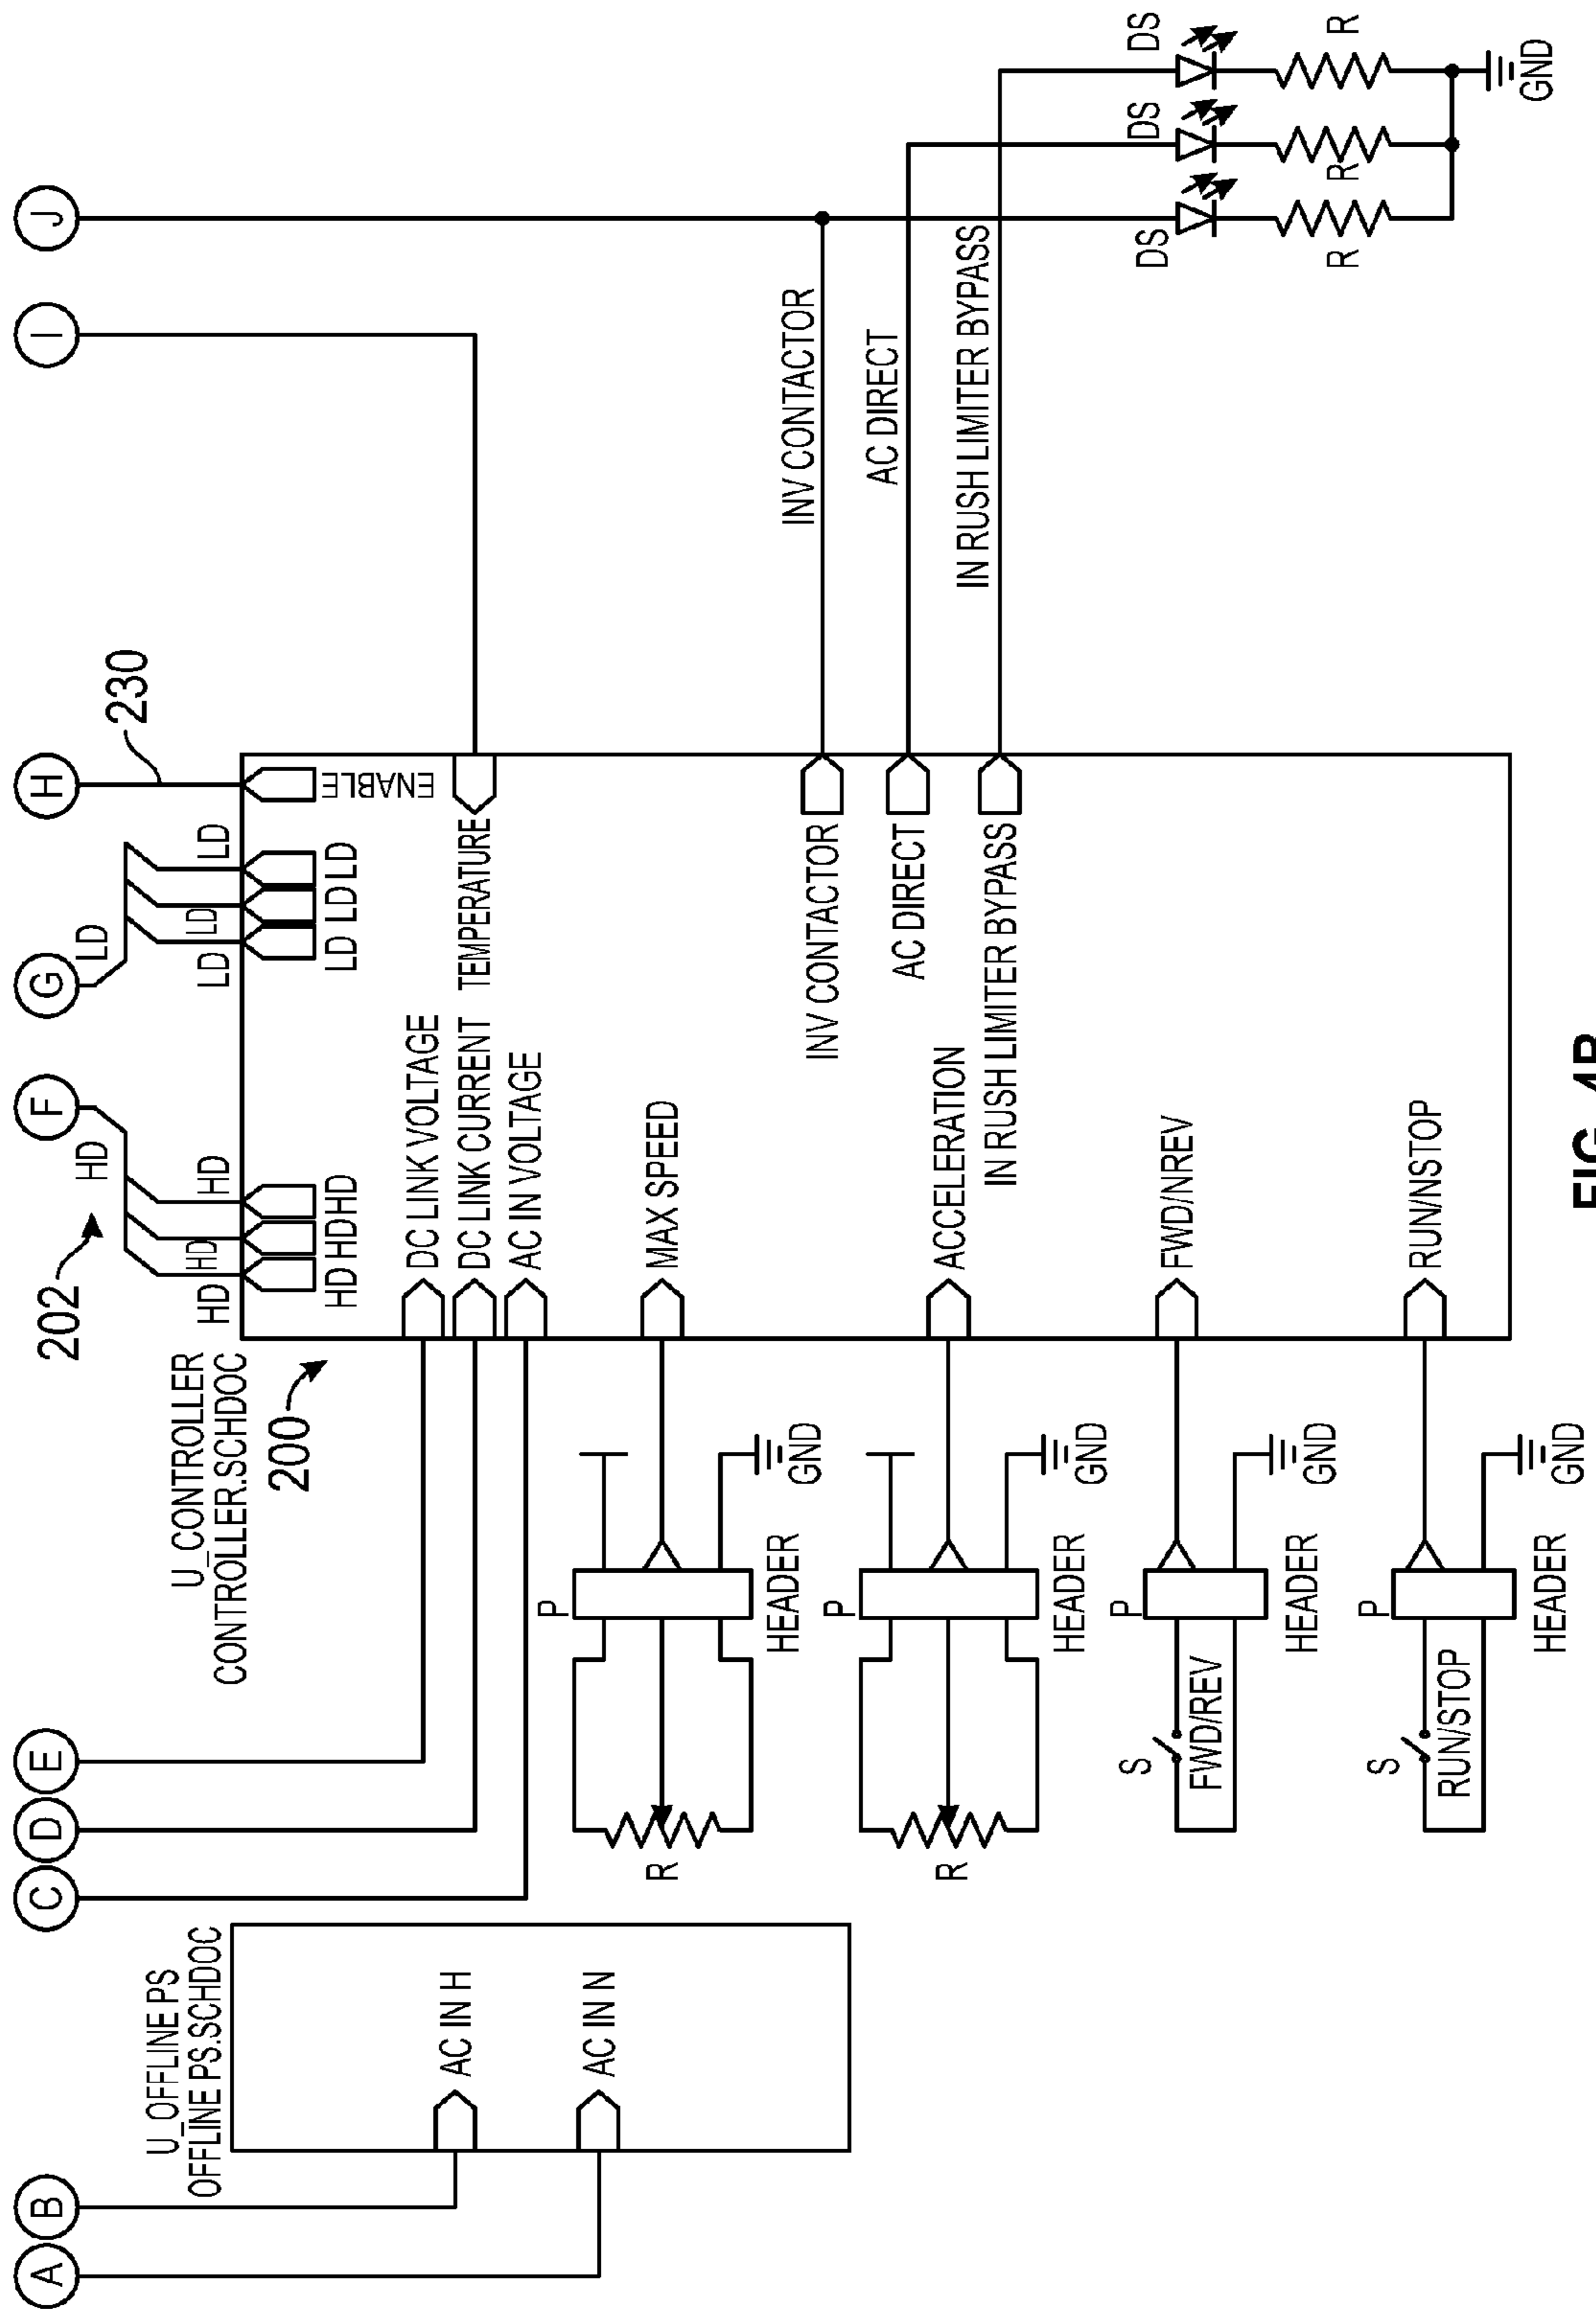 A
B
C
D
E
F
G
H
I
J
U_OFFLINE PS
OFFLINE PS.SCHDOC
AC IN H
AC IN N
U_CONTROLLER
CONTROLLER.SCHDOC
200
202
230
HD
HD
HD
HD
HD HD HD
LD
LD
LD
LD
LD LD LD
ENABLE
DC LINK VOLTAGE
DC LINK CURRENT
AC IN VOLTAGE
TEMPERATURE
MAX SPEED
ACCELERATION
FWD/NREV
RUN/NSTOP
INV CONTACTOR
AC DIRECT
IN RUSH LIMITER BYPASS
INV CONTACTOR
AC DIRECT
IN RUSH LIMITER BYPASS
R
P
HEADER
GND
R
P
HEADER
GND
S
FWD/REV
P
HEADER
GND
S
RUN/STOP
P
HEADER
GND
DS
DS
DS
R
R
R
GND
FIG. 4B